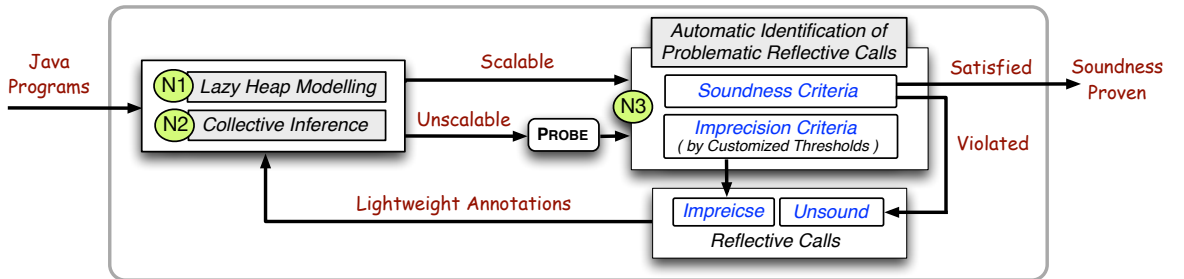 Java
Programs
N1
Lazy Heap Modelling
N2
Collective Inference
Scalable
Unscalable
PROBE
Automatic Identification of
Problematic Reflective Calls
N3
Soundness Criteria
Imprecision Criteria
( by Customized Thresholds )
Satisfied
Soundness
Proven
Violated
Lightweight Annotations
Impreicse
Unsound
Reflective Calls